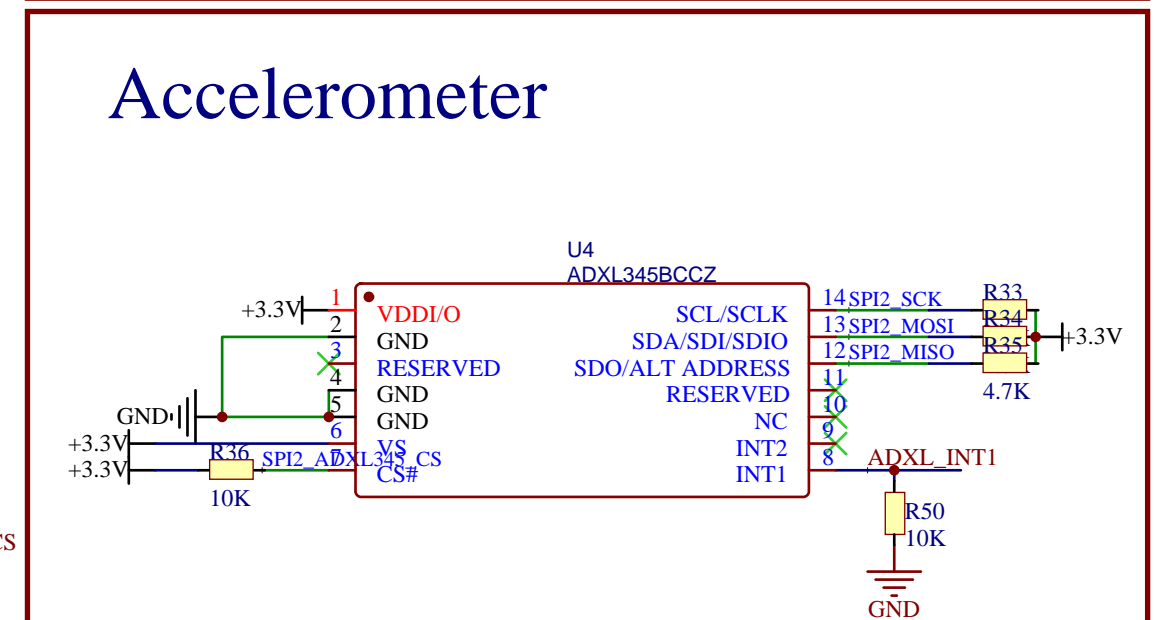 Accelerometer
U4
ADXL345BCCZ
+3.3V
1
VDDI/O
2
GND
3
RESERVED
4
GND
5
GND
6
VS
7
CS#
GND
+3.3V
+3.3V
R36
10K
SPI2_ADXL345_CS
SCL/SCLK
14
SPI2_SCK
R33
SDA/SDI/SDIO
13
SPI2_MOSI
R34
+3.3V
SDO/ALT ADDRESS
12
SPI2_MISO
R35
4.7K
RESERVED
11
NC
10
INT2
9
INT1
8
ADXL_INT1
R50
10K
GND
CS